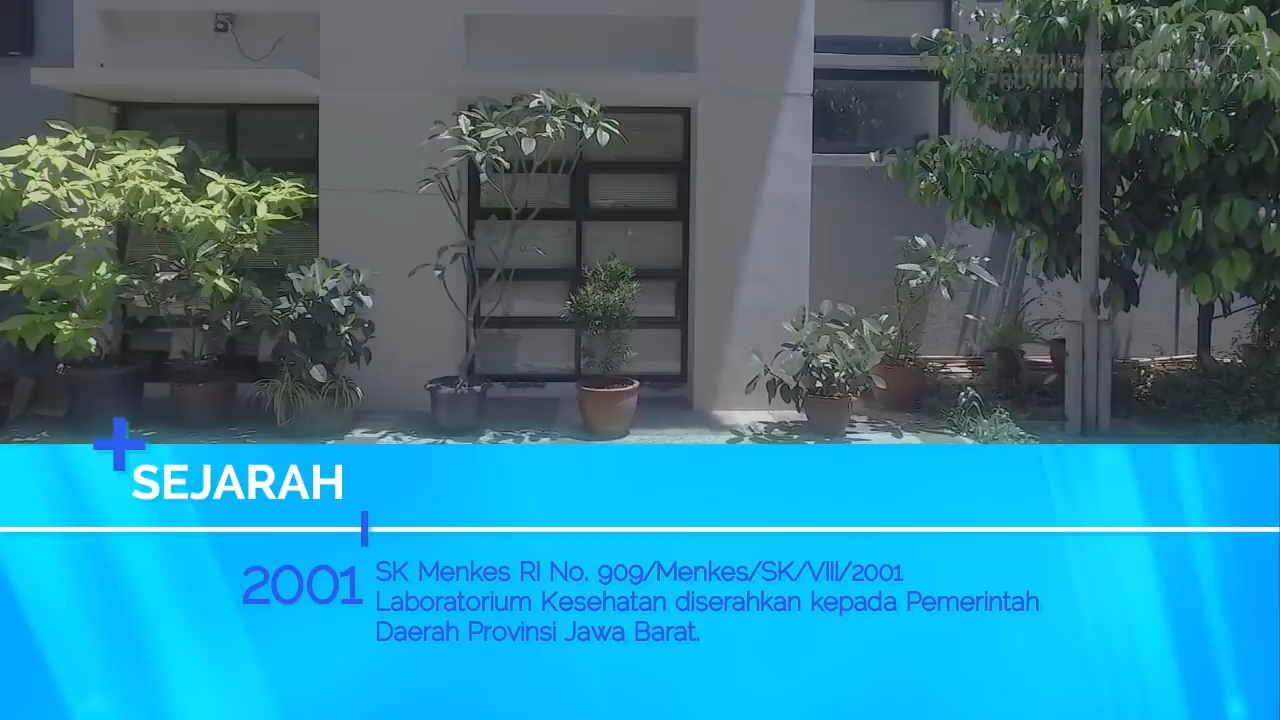 SEJARAH
2001
SK Menkes RI No. 909/Menkes/SK/VIII/2001
Laboratorium Kesehatan diserahkan kepada Pemerintah
Daerah Provinsi Jawa Barat.